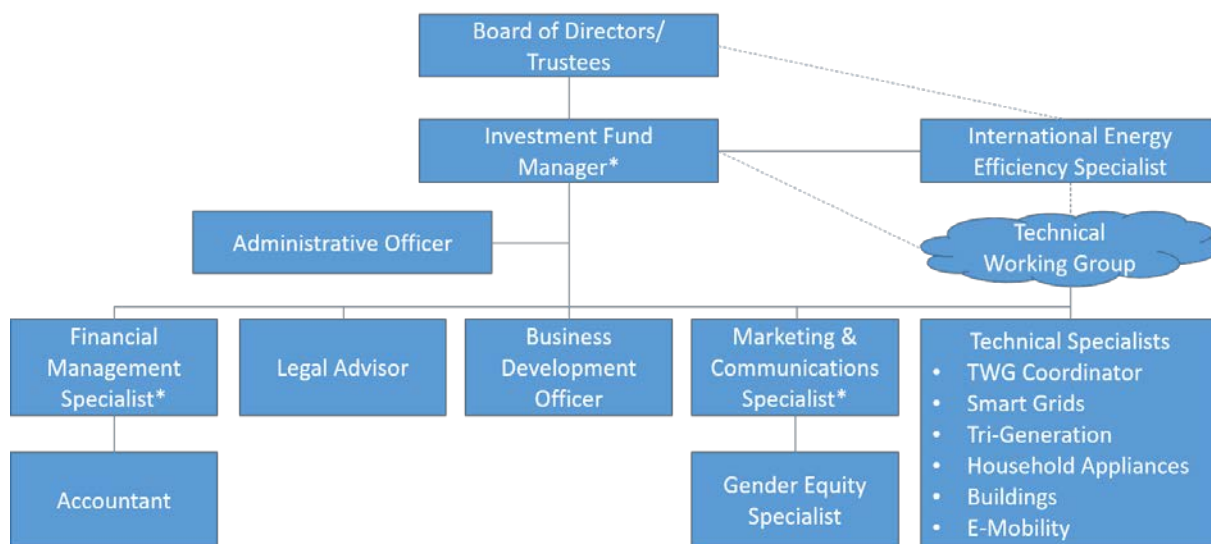 Board of Directors/
Trustees
Investment Fund
Manager*
International Energy
Efficiency Specialist
Administrative Officer
Technical
Working Group
Financial
Management
Specialist*
Legal Advisor
Business
Development
Officer
Marketing &
Communications
Specialist*
Technical Specialists
• TWG Coordinator
• Smart Grids
• Tri-Generation
• Household Appliances
• Buildings
• E-Mobility
Accountant
Gender Equity
Specialist